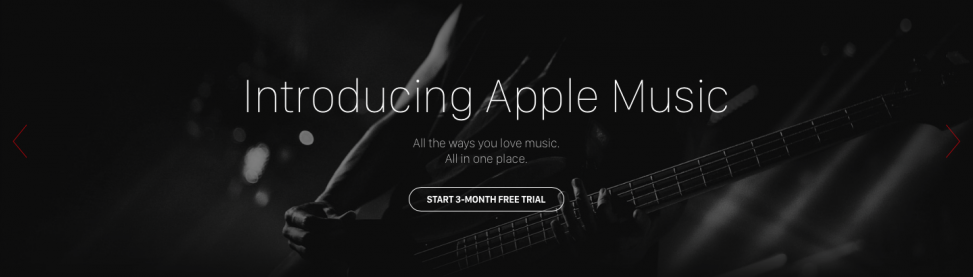 Introducing Apple Music
All the ways you love music.
All in one place.
START 3-MONTH FREE TRIAL